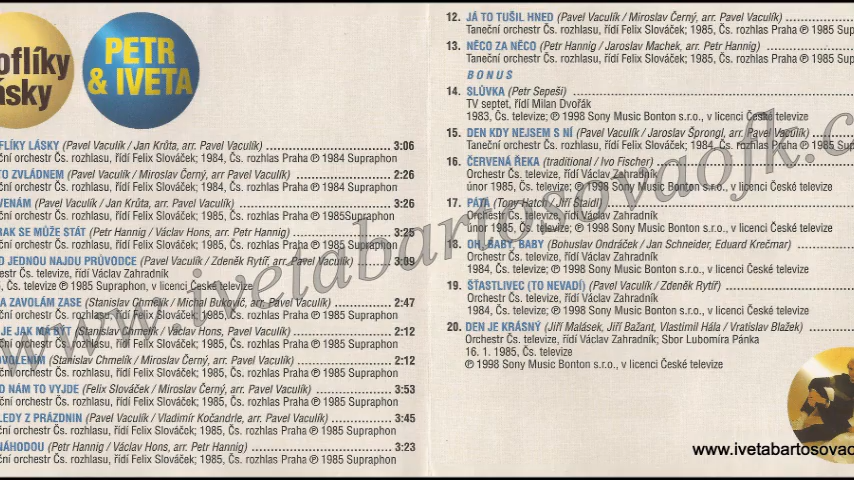 oflíky
ásky
PETR
& IVETA
FLÍKY LÁSKY (Pavel Vaculík / Jan Krůta, arr. Pavel Vaculík) 3:06
ční orchestr Čs. rozhlasu, řídí Felix Slováček; 1984, Čs. rozhlas Praha ℗ 1984 Supraphon
TO ZVLÁDNEM (Pavel Vaculík / Miroslav Černý, arr Pavel Vaculík) 2:26
ční orchestr Čs. rozhlasu, řídí Felix Slováček; 1984, Čs. rozhlas Praha ℗ 1984 Supraphon
VENÁM (Pavel Vaculík / Jan Krůta, arr. Pavel Vaculík) 3:26
ční orchestr Čs. rozhlasu, řídí Felix Slováček; 1985, Čs. rozhlas Praha ℗ 1985Supraphon
AK SE MŮŽE STÁT (Petr Hannig / Václav Hons, arr. Petr Hannig) 3:25
ční orchestr Čs. rozhlasu, řídí Felix Slováček; 1985, Čs. rozhlas Praha ℗ 1985 Supraphon
D JEDNOU NAJDU PRŮVODCE (Pavel Vaculík / Zdeněk Rytíř, arr. Pavel Vaculík) 3:09
estr Čs. televize, řídí Václav Zahradník
Čs. televize ℗ 1985 Supraphon, v licenci České televize
A ZAVOLÁM ZASE (Stanislav Chmelík / Michal Bukovič, arr. Pavel Vaculík) 2:47
ční orchestr Čs. rozhlasu, řídí Felix Slováček; 1985, Čs. rozhlas Praha ℗ 1985 Supraphon
JE JAK MÁ BÝT (Stanislav Chmelík / Václav Hons, Pavel Vaculík) 2:12
ční orchestr Čs. rozhlasu, řídí Felix Slováček; 1985, Čs. rozhlas Praha ℗ 1985 Supraphon
DOVOLENÍM (Stanislav Chmelík / Miroslav Černý, arr. Pavel Vaculík) 2:12
ční orchestr Čs. rozhlasu, řídí Felix Slováček; 1985, Čs. rozhlas Praha ℗ 1985 Supraphon
D NÁM TO VYJDE (Felix Slováček / Miroslav Černý, arr. Pavel Vaculík) 3:53
ční orchestr Čs. rozhlasu, řídí Felix Slováček; 1985, Čs. rozhlas Praha ℗ 1985 Supraphon
LEDY Z PRÁZDNIN (Pavel Vaculík / Vladimír Kočandrle, arr. Pavel Vaculík) 3:45
ční orchestr Čs. rozhlasu, řídí Felix Slováček; 1985, Čs. rozhlas Praha ℗ 1985 Supraphon
NÁHODOU (Petr Hannig / Václav Hons, arr. Petr Hannig) 3:23
ční orchestr Čs. rozhlasu, řídí Felix Slováček; 1985, Čs. rozhlas Praha ℗ 1985 Supraphon
12. JÁ TO TUŠIL HNED (Pavel Vaculík / Miroslav Černý, arr. Pavel Vaculík)
Taneční orchestr Čs. rozhlasu, řídí Felix Slováček; 1985, Čs. rozhlas Praha ℗ 1985 Supr
13. NĚCO ZA NĚCO (Petr Hannig / Jaroslav Machek, arr. Petr Hannig)
Taneční orchestr Čs. rozhlasu, řídí Felix Slováček; 1985, Čs. rozhlas Praha ℗ 1985 Supraph
BONUS
14. SLŮVKA (Petr Sepeši)
TV septet, řídí Milan Dvořák
1983, Čs. televize; ℗ 1998 Sony Music Bonton s.r.o., v licenci České televize
15. DEN KDY NEJSEM S NÍ (Pavel Vaculík / Jaroslav Šprongl, arr. Pavel Vaculík)
Taneční orchestr Čs. rozhlasu, řídí Felix Slováček; 1985, Čs. rozhlas Praha ℗ 1985 Supra
16. ČERVENÁ ŘEKA (traditional / Ivo Fischer)
Orchestr Čs. televize, řídí Václav Zahradník
únor 1985, Čs. televize; ℗ 1998 Sony Music Bonton s.r.o., v licenci České televize
17. PÁTÁ (Tony Hatch / Jiří Štaidl)
Orchestr Čs. televize, řídí Václav Zahradník
únor 1985, Čs. televize; ℗ 1998 Sony Music Bonton s.r.o., v licenci České televize
18. OH, BABY, BABY (Bohuslav Ondráček / Jan Schneider, Eduard Krečmar)
Orchestr Čs. televize, řídí Václav Zahradník
1984, Čs. televize; ℗ 1998 Sony Music Bonton s.r.o., v licenci České televize
19. ŠŤASTLIVEC (TO NEVADÍ) (Pavel Vaculík / Zdeněk Rytíř)
Orchestr Čs. televize, řídí Václav Zahradník
1984, Čs. televize; ℗ 1998 Sony Music Bonton s.r.o., v licenci České televize
20. DEN JE KRÁSNÝ (Jiří Malásek, Jiří Bažant, Vlastimil Hála / Vratislav Blažek)
Orchestr Čs. televize, řídí Václav Zahradník; Sbor Lubomíra Pánka
16. 1. 1985, Čs. televize
℗ 1998 Sony Music Bonton s.r.o., v licenci České televize
www.ivetabartosovaofk.c
www.ivetabartosovao